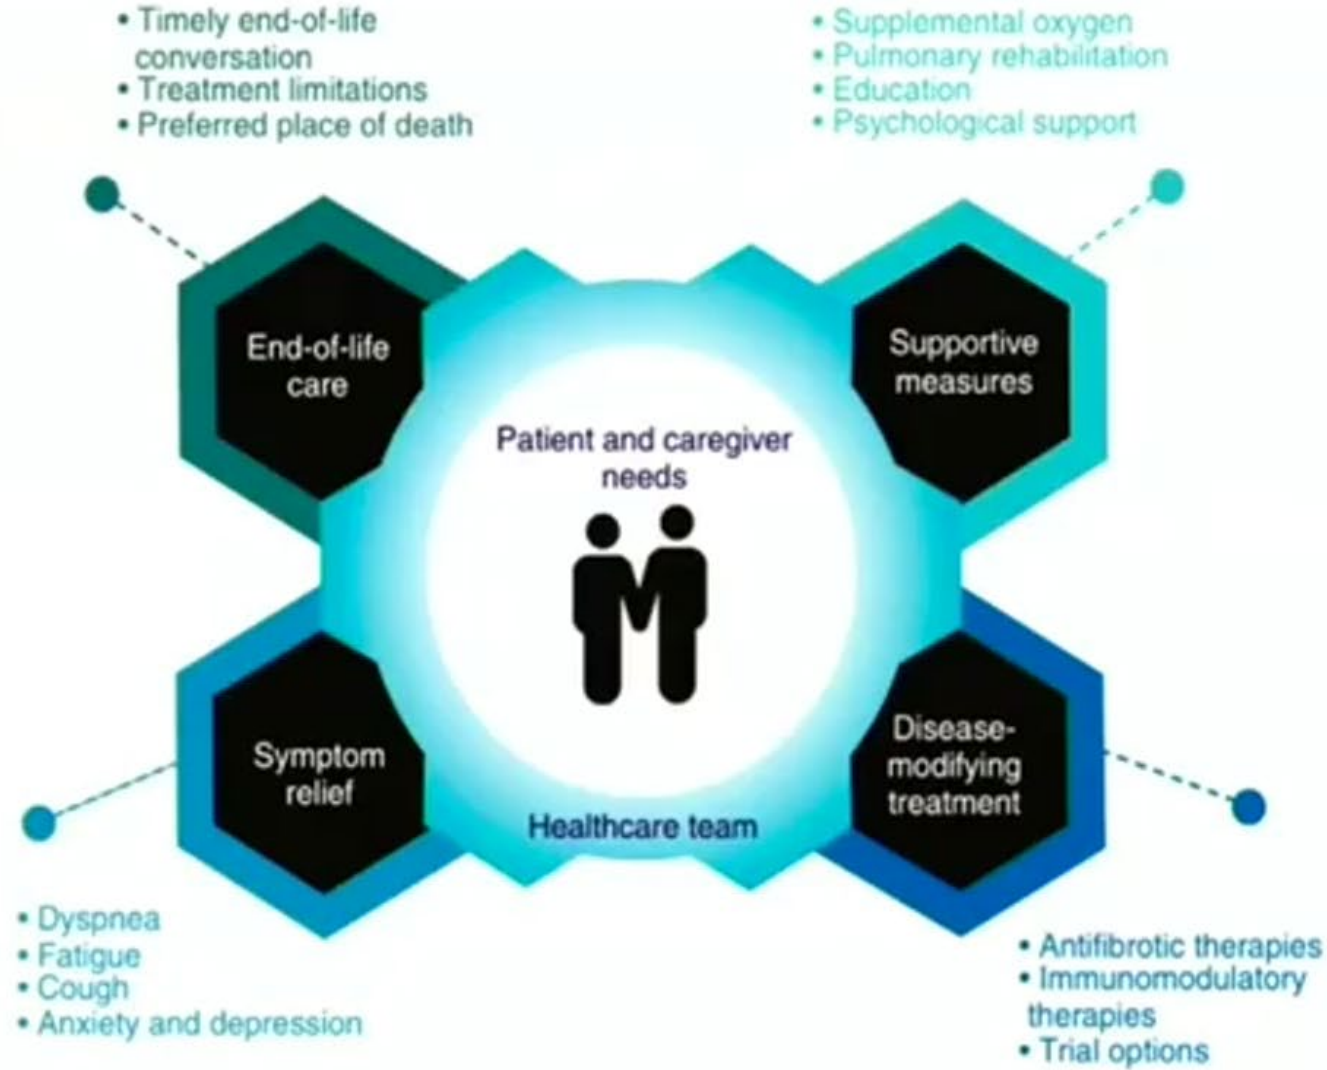 • Timely end-of-life
conversation
• Treatment limitations
• Preferred place of death
• Supplemental oxygen
• Pulmonary rehabilitation
• Education
• Psychological support
End-of-life
care
Supportive
measures
Patient and caregiver
needs
Symptom
relief
Disease-
modifying
treatment
Healthcare team
• Dyspnea
• Fatigue
• Cough
• Anxiety and depression
• Antifibrotic therapies
• Immunomodulatory
therapies
• Trial options